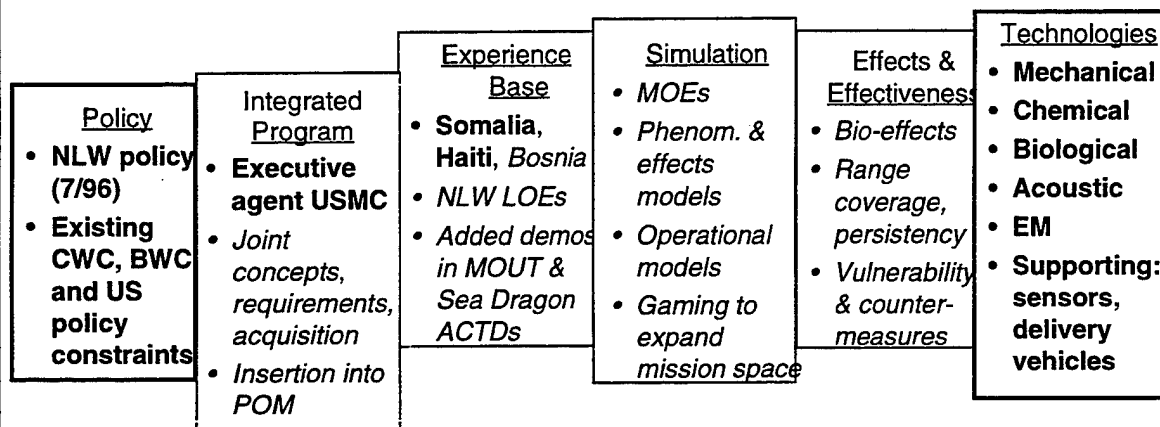 Policy
• NLW policy
(7/96)
• Existing
CWC, BWC
and US
policy
constraints
Integrated
Program
• Executive
agent USMC
• Joint
concepts,
requirements,
acquisition
• Insertion into
POM
Experience
Base
• Somalia,
Haiti, Bosnia
• NLW LOEs
• Added demos
in MOUT &
Sea Dragon
ACTDs
Simulation
• MOEs
• Phenom. &
effects
models
• Operational
models
• Gaming to
expand
mission space
Effects &
Effectiveness
• Bio-effects
• Range
coverage,
persistency
• Vulnerability
& counter-
measures
Technologies
• Mechanical
• Chemical
• Biological
• Acoustic
• EM
• Supporting:
sensors,
delivery
vehicles